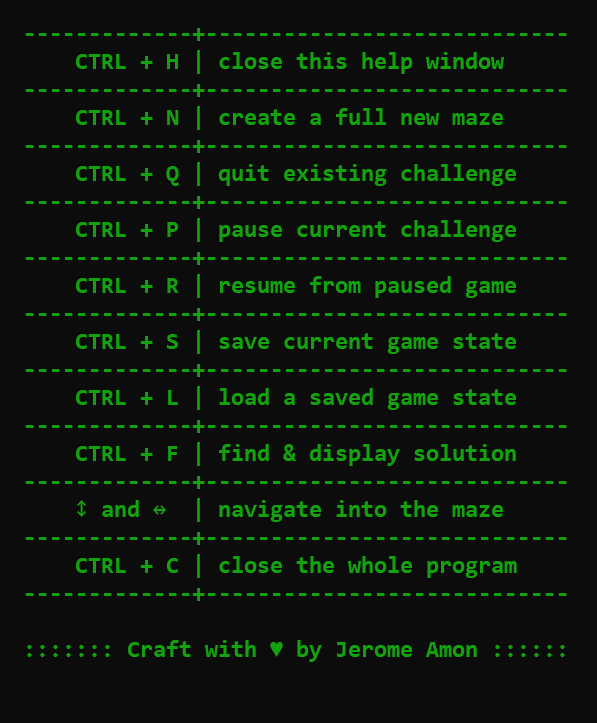 -------------+----------------------------
CTRL + H | close this help window
-------------+----------------------------
CTRL + N | create a full new maze
-------------+----------------------------
CTRL + Q | quit existing challenge
-------------+----------------------------
CTRL + P | pause current challenge
-------------+----------------------------
CTRL + R | resume from paused game
-------------+----------------------------
CTRL + S | save current game state
-------------+----------------------------
CTRL + L | load a saved game state
-------------+----------------------------
CTRL + F | find & display solution
-------------+----------------------------
↕ and ↔ | navigate into the maze
-------------+----------------------------
CTRL + C | close the whole program
-------------+----------------------------
::::::: Craft with ♥ by Jerome Amon ::::::